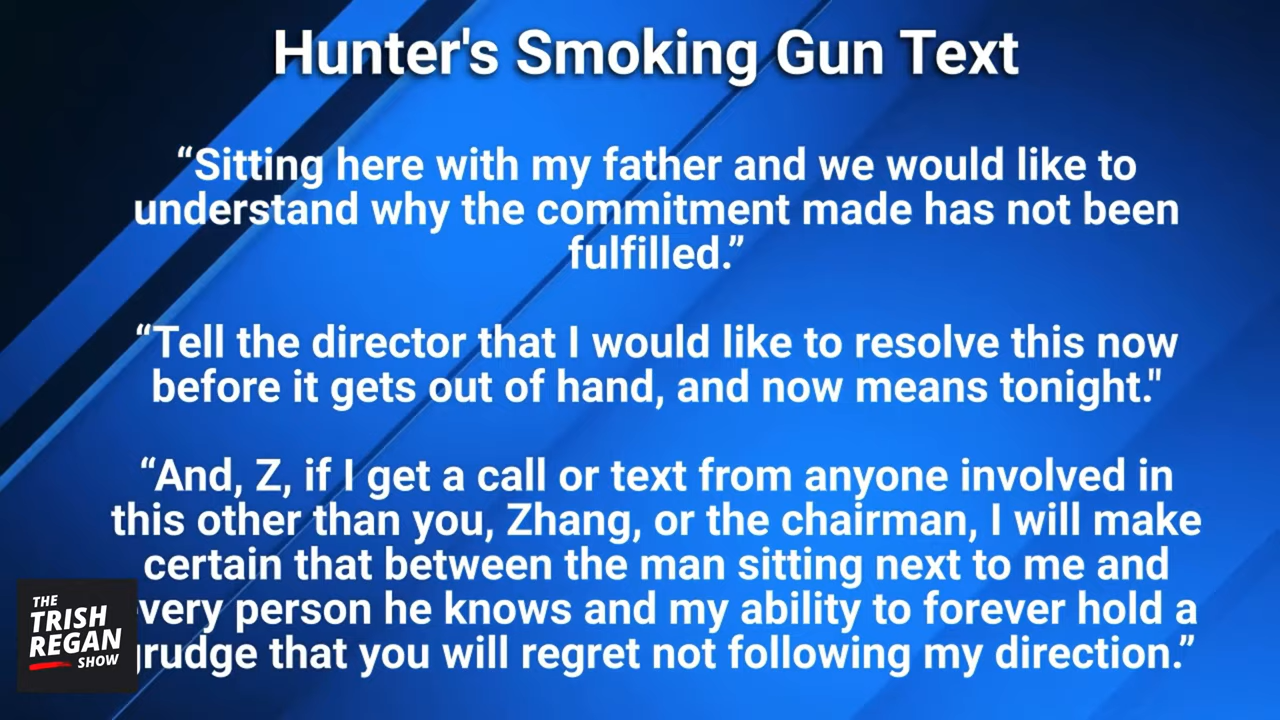 Hunter's Smoking Gun Text
“Sitting here with my father and we would like to
understand why the commitment made has not been
fulfilled.”
“Tell the director that I would like to resolve this now
before it gets out of hand, and now means tonight."
“And, Z, if I get a call or text from anyone involved in
this other than you, Zhang, or the chairman, I will make
certain that between the man sitting next to me and
every person he knows and my ability to forever hold a
grudge that you will regret not following my direction.”
THE
TRISH
REGAN
SHOW